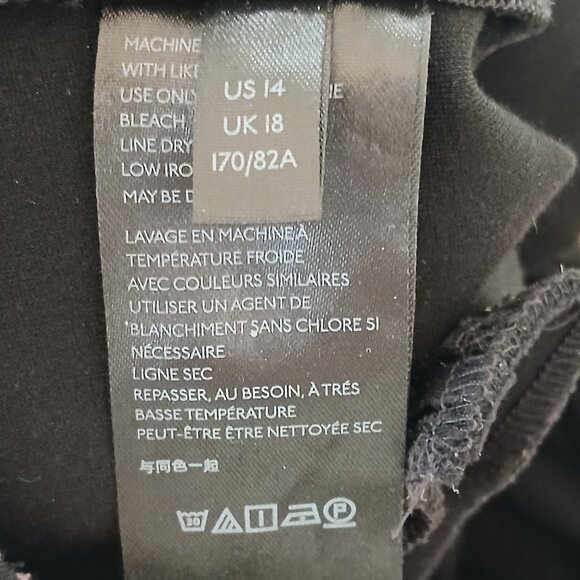 MACHINE
WITH LIKE
USE ONLY
BLEACH
LINE DRY
LOW IRO
MAY BE D
US 14
UK 18
170/82A
LAVAGE EN MACHINE À
TEMPÉRATURE FROIDE
AVEC COULEURS SIMILAIRES
UTILISER UN AGENT DE
BLANCHIMENT SANS CHLORE SI
NÉCESSAIRE
LIGNE SEC
REPASSER, AU BESOIN, À TRÉS
BASSE TEMPÉRATURE
PEUT-ÊTRE ÊTRE NETTOYÉE SEC
与同色一起
30 P